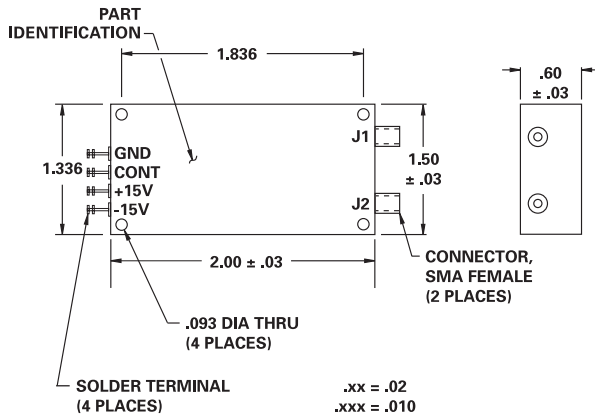 PART
IDENTIFICATION
1.836
.60
± .03
J1
GND
CONT
+15V
-15V
1.336
1.50
± .03
J2
2.00 ± .03
CONNECTOR,
SMA FEMALE
(2 PLACES)
.093 DIA THRU
(4 PLACES)
SOLDER TERMINAL
(4 PLACES)
.xx = .02
.xxx = .010